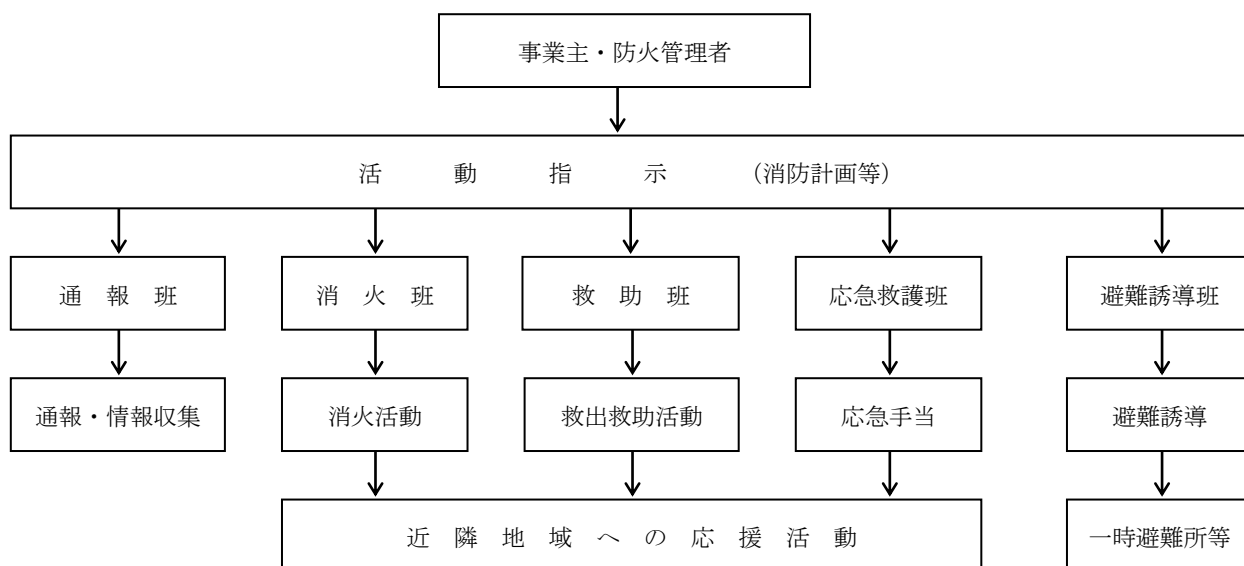 事業主・防火管理者
活動指示（消防計画等）
通報班
消火班
救助班
応急救護班
避難誘導班
通報・情報収集
消火活動
救出救助活動
応急手当
避難誘導
近隣地域への応援活動
一時避難所等